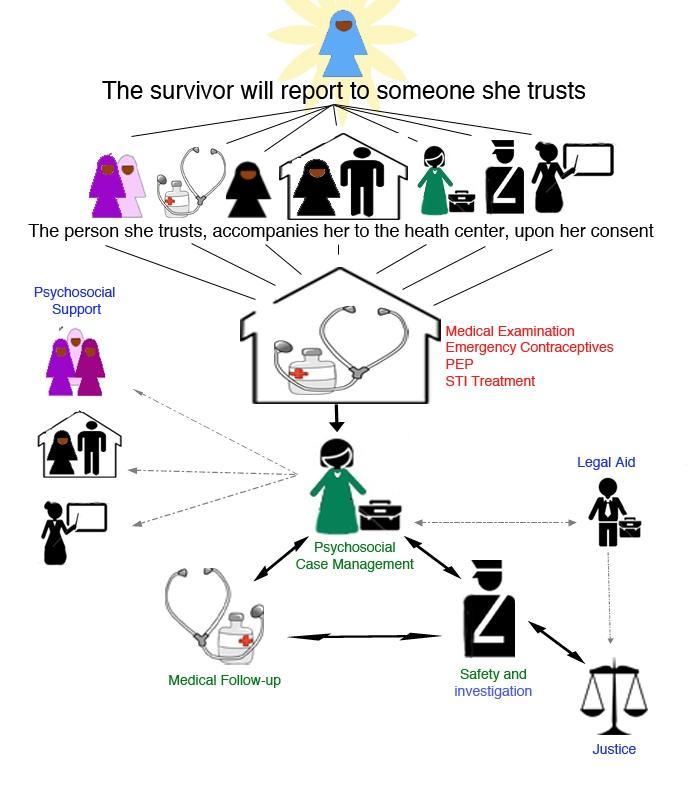 The survivor will report to someone she trusts
The person she trusts, accompanies her to the heath center, upon her consent
Psychosocial
Support
Medical Examination
Emergency Contraceptives
PEP
STI Treatment
Legal Aid
Psychosocial
Case Management
Medical Follow-up
Safety and
investigation
Justice